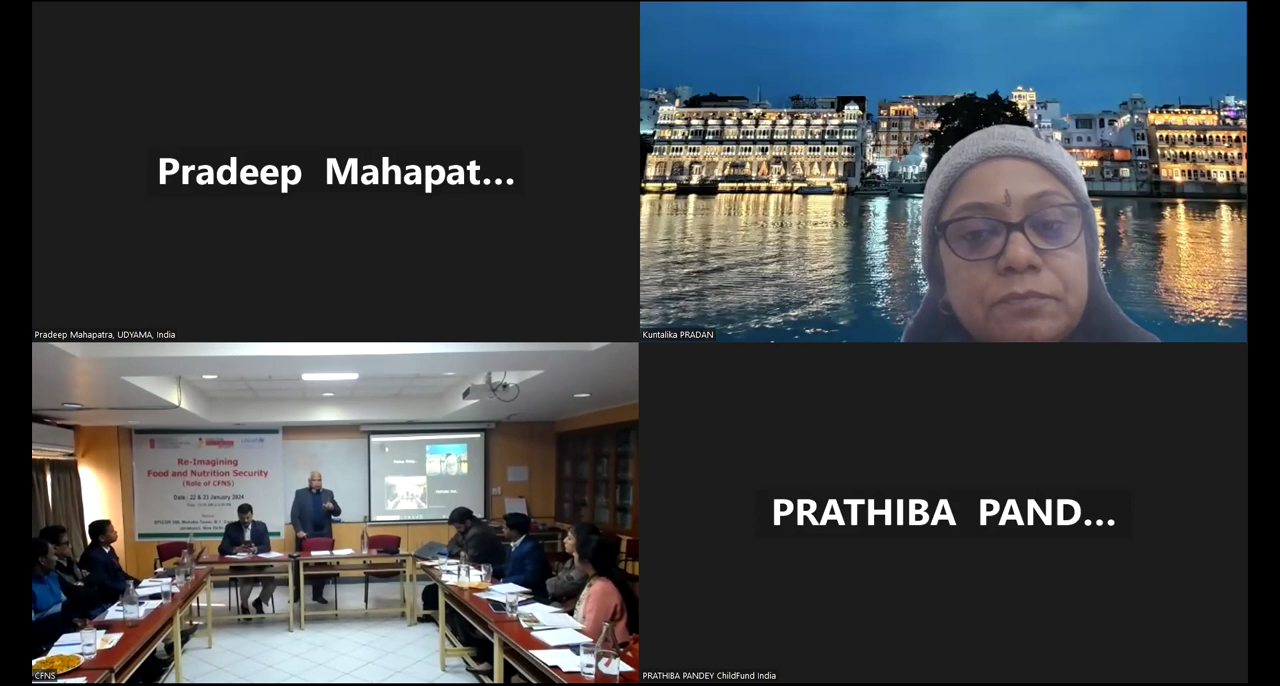 Pradeep Mahapat...
Pradeep Mahapatra, UDYAMA, India
Kuntalika PRADAN
Re-Imagining
Food and Nutrition Security
(Role of CFNS)
Date : 22 & 23 January 2024
CFNS
PRATHIBA PAND...
PRATHIBA PANDEY ChildFund India